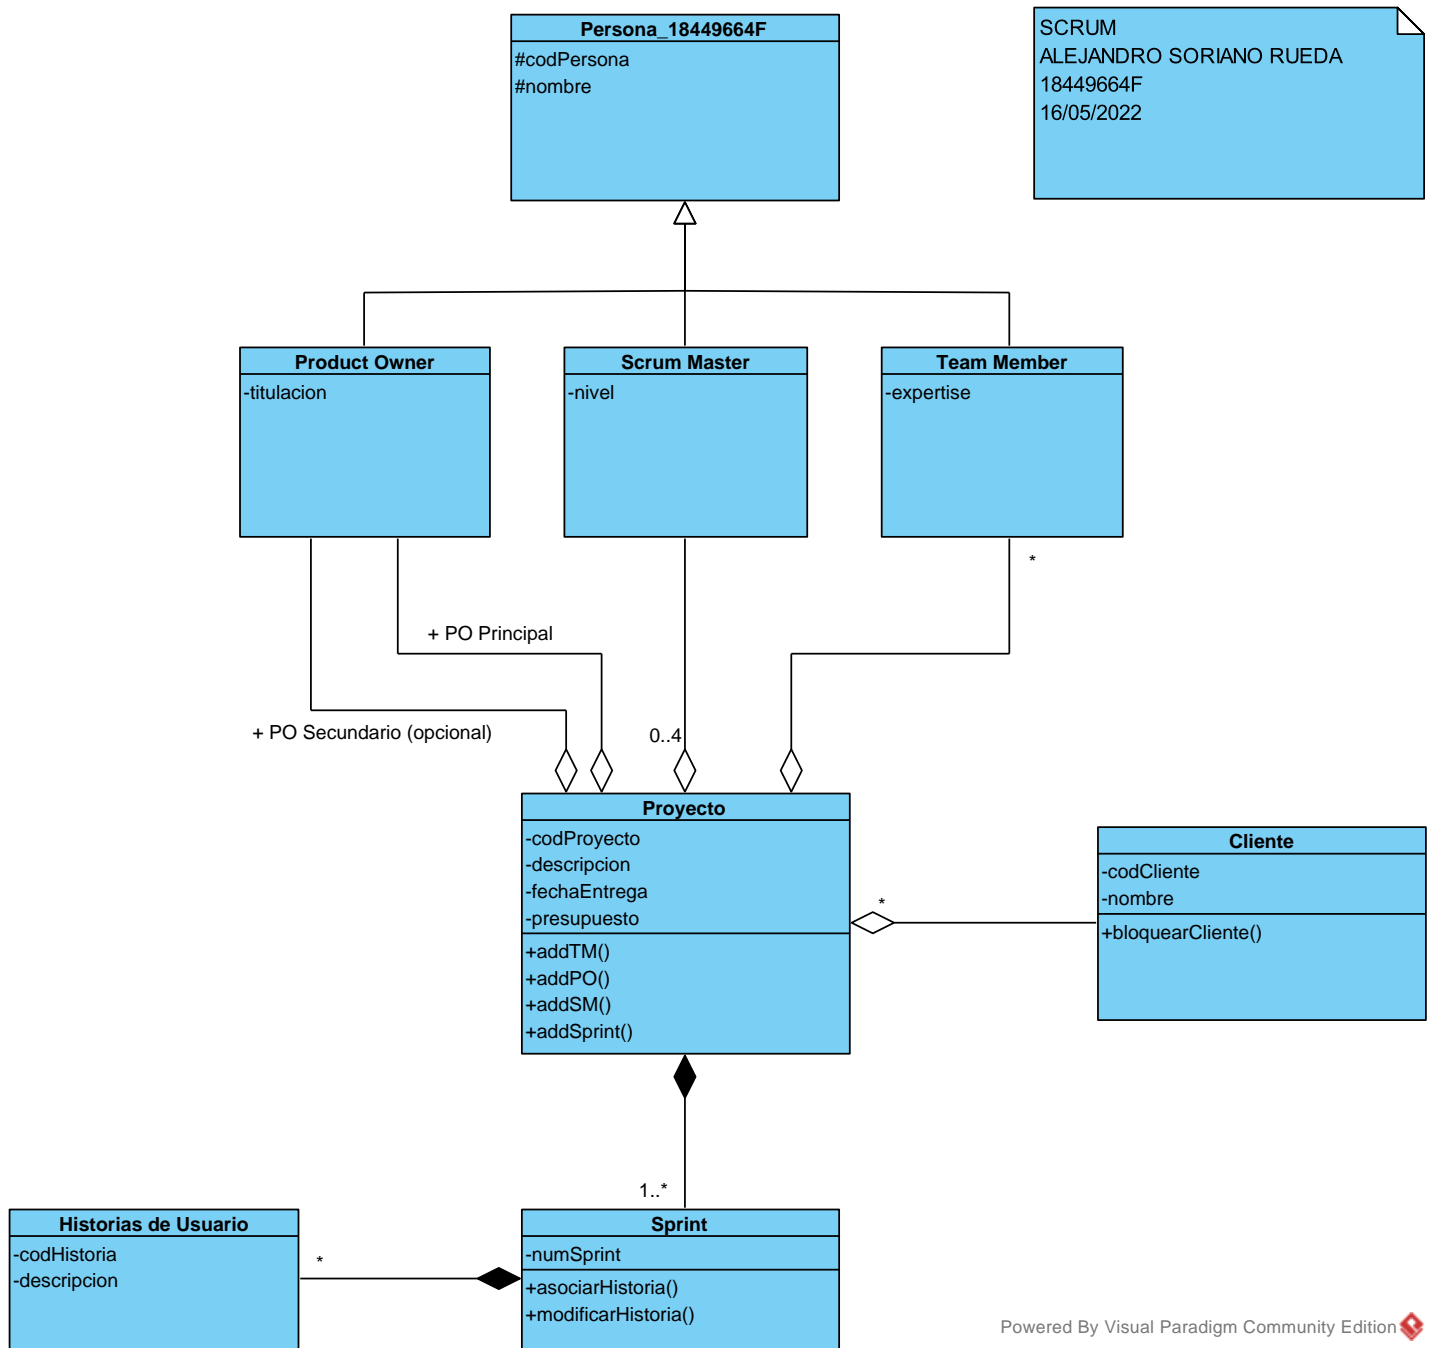 Persona_18449664F
#codPersona
#nombre
SCRUM
ALEJANDRO SORIANO RUEDA
18449664F
16/05/2022
Product Owner
-titulacion
Scrum Master
-nivel
Team Member
-expertise
*
+ PO Principal
+ PO Secundario (opcional)
0..4
Proyecto
-codProyecto
-descripcion
-fechaEntrega
-presupuesto
+addTM()
+addPO()
+addSM()
+addSprint()
*
Cliente
-codCliente
-nombre
+bloquearCliente()
1..*
Historias de Usuario
-codHistoria
-descripcion
*
Sprint
-numSprint
+asociarHistoria()
+modificarHistoria()
Powered By Visual Paradigm Community Edition